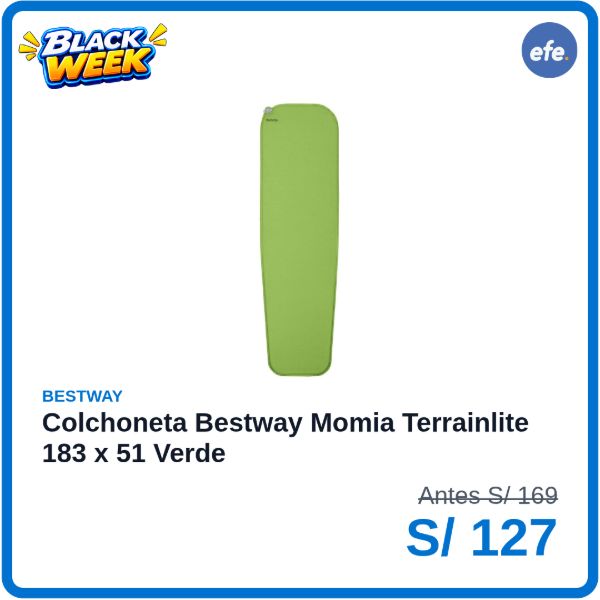 BLACK
WEEK
efe.
BESTWAY
Colchoneta Bestway Momia Terrainlite
183 x 51 Verde
Antes S/ 169
S/ 127